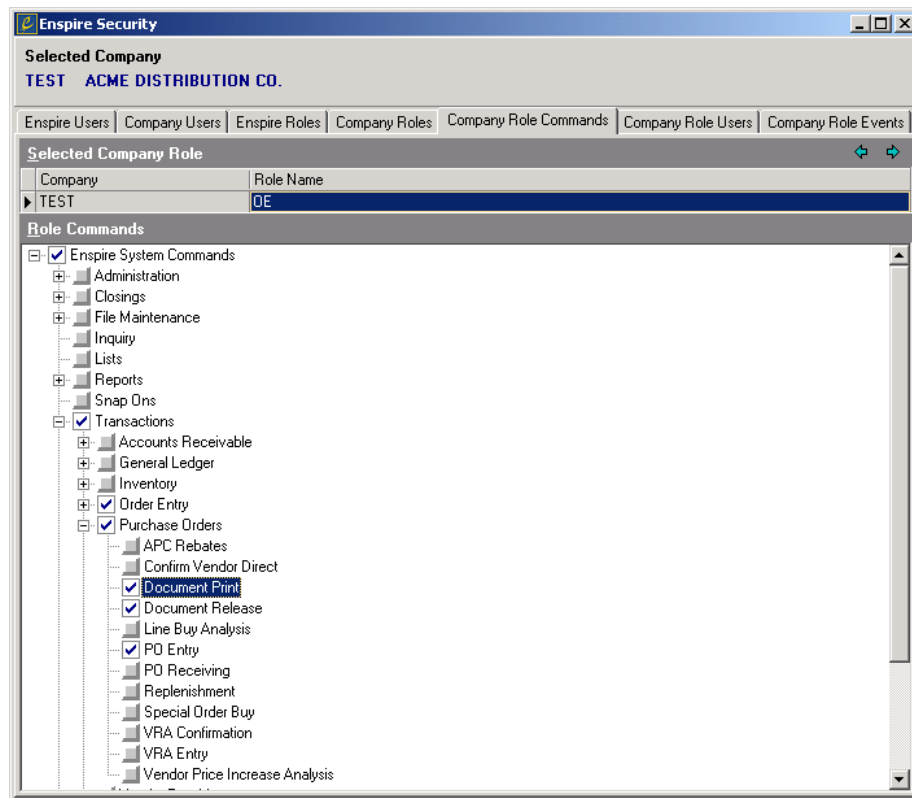 Enspire Security
Selected Company
TEST ACME DISTRIBUTION CO.
Enspire Users Company Users Enspire Roles Company Roles Company Role Commands Company Role Users Company Role Events
Selected Company Role
Company Role Name
TEST OE
Role Commands
Enspire System Commands
Administration
Closings
File Maintenance
Inquiry
Lists
Reports
Snap Ons
Transactions
Accounts Receivable
General Ledger
Inventory
Order Entry
Purchase Orders
APC Rebates
Confirm Vendor Direct
Document Print
Document Release
Line Buy Analysis
PO Entry
PO Receiving
Replenishment
Special Order Buy
VRA Confirmation
VRA Entry
Vendor Price Increase Analysis